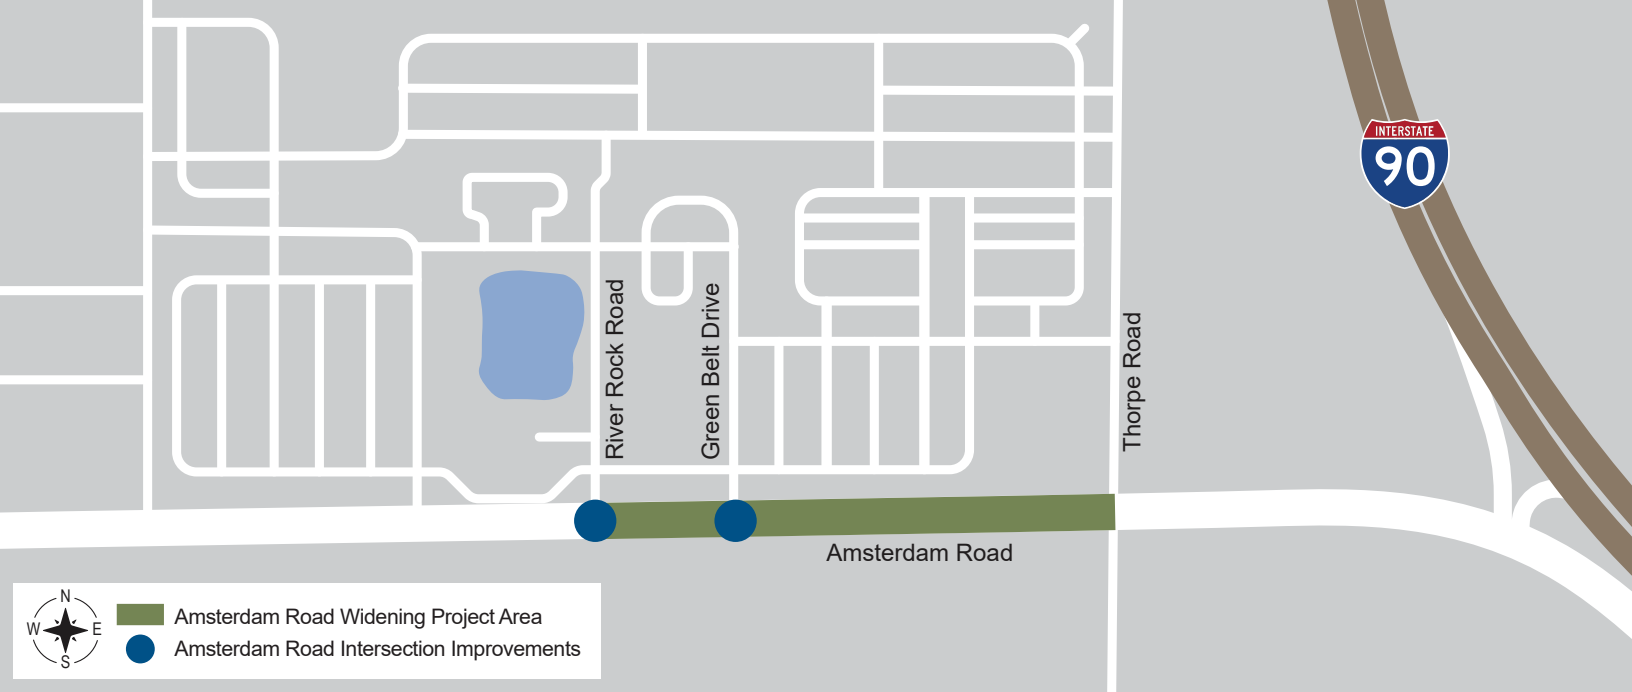 INTERSTATE
90
River Rock Road
Green Belt Drive
Thorpe Road
Amsterdam Road
N
W E
S
Amsterdam Road Widening Project Area
Amsterdam Road Intersection Improvements